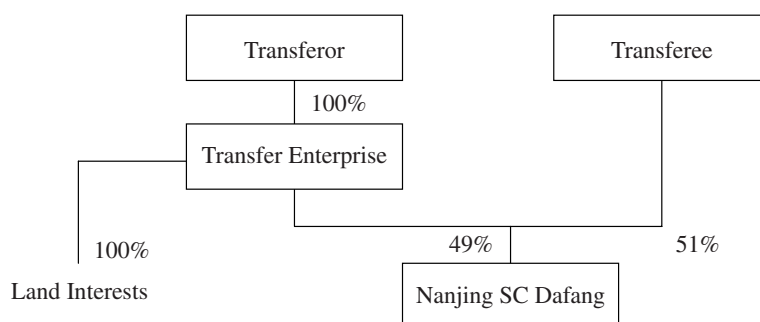 Transferor
Transferee
100%
Transfer Enterprise
100%
49%
51%
Land Interests
Nanjing SC Dafang